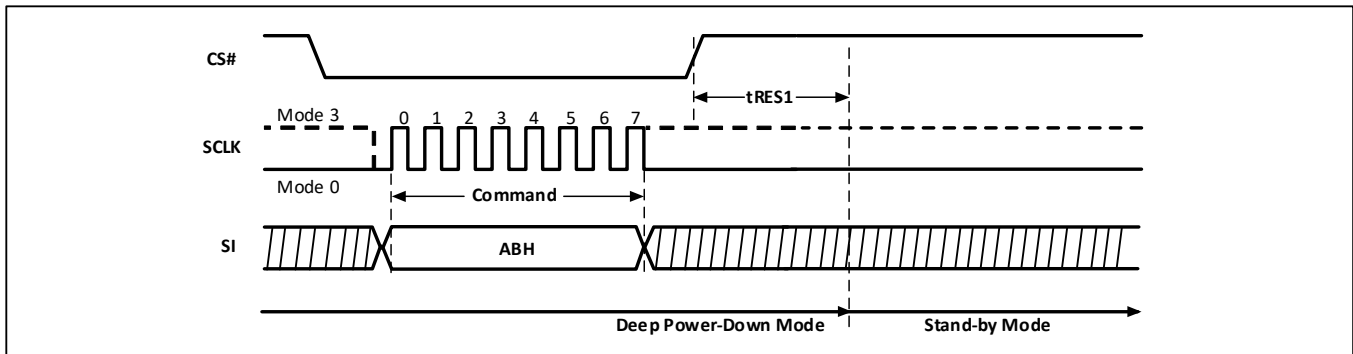 CS#
tRES1
Mode 3
0 1 2 3 4 5 6 7
SCLK
Mode 0
Command
SI
ABH
Deep Power-Down Mode
Stand-by Mode